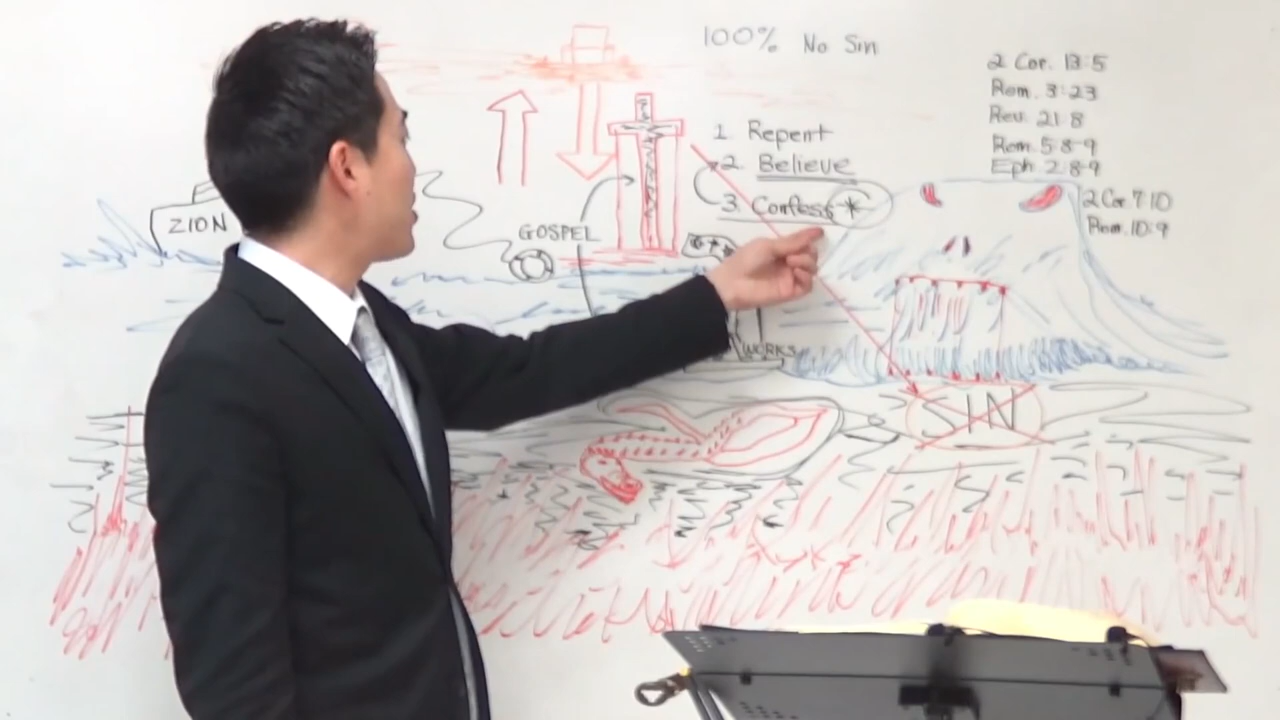 100% No Sin
2 Cor. 13:5
Rom. 3:23
Rev. 21:8
Rom. 5:8-9
Eph. 2:8-9
2 Cor 7:10
Rom. 10:9
1. Repent
2. Believe
3. Confess*
ZION
GOSPEL
WORKS
SIN